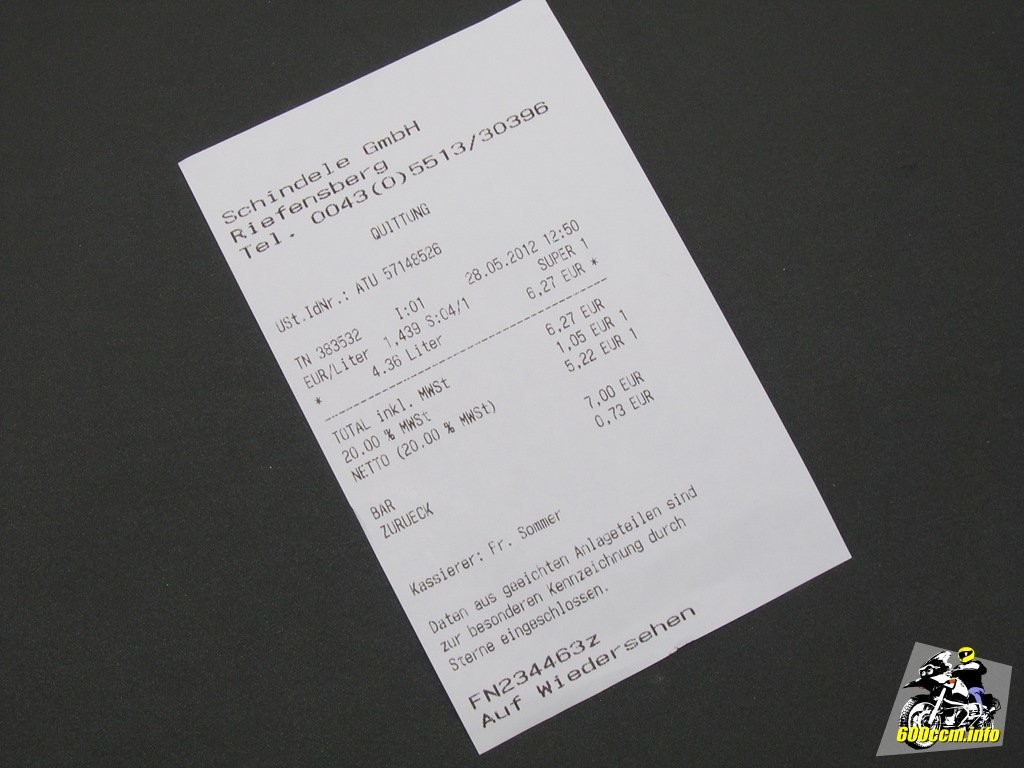 Schindele GmbH
Riefensberg
Tel. 0043(0)5513/30396
QUITTUNG
USt.IdNr.: ATU 57148526
TN 383532 I:01 28.05.2012 12:50
EUR/Liter 1,439 S:04/1 SUPER 1
* 4,36 Liter 6,27 EUR *
TOTAL inkl. MWSt 6,27 EUR
20.00 % MWSt 1,05 EUR 1
NETTO (20.00 % MWSt) 5,22 EUR 1
BAR 7,00 EUR
ZURUECK 0,73 EUR
Kassierer: Fr. Sommer
Daten aus geeichten Anlageteilen sind
zur besonderen Kennzeichnung durch
Sterne eingeschlossen.
FN234463z
Auf Wiedersehen
600ccm.info